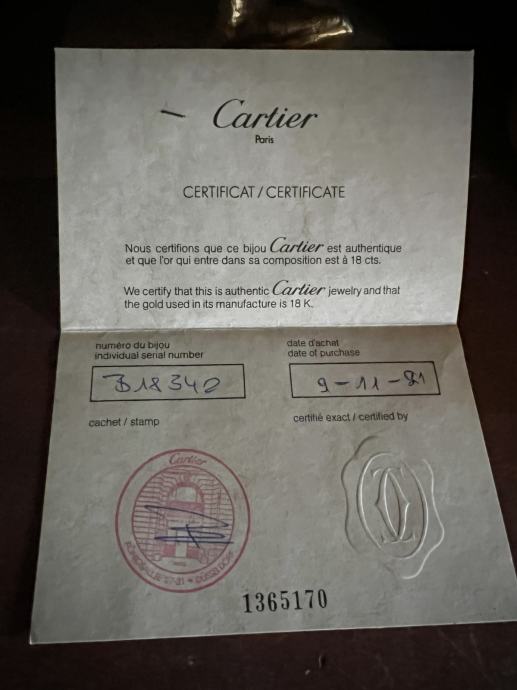 Cartier
Paris
CERTIFICAT / CERTIFICATE
Nous certifions que ce bijou Cartier est authentique
et que l'or qui entre dans sa composition est à 18 cts.
We certify that this is authentic Cartier jewelry and that
the gold used in its manufacture is 18 K.
numéro du bijou
individual serial number
B18340
date d'achat
date of purchase
9-11-91
cachet / stamp
certifié exact / certified by
Cartier
1365170